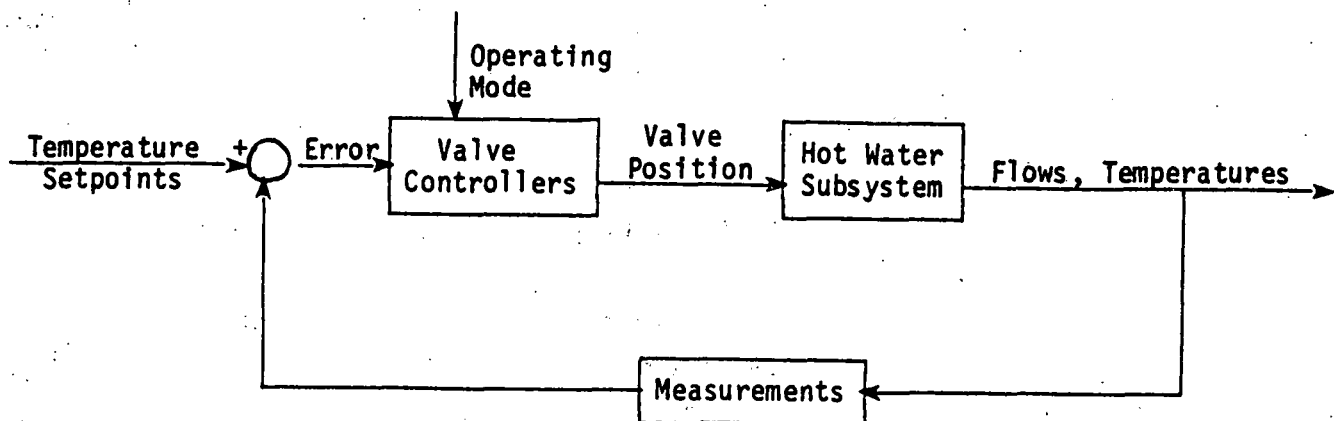 Operating
Mode
Temperature
Setpoints
+
Error
Valve
Controllers
Valve
Position
Hot Water
Subsystem
Flows, Temperatures
Measurements